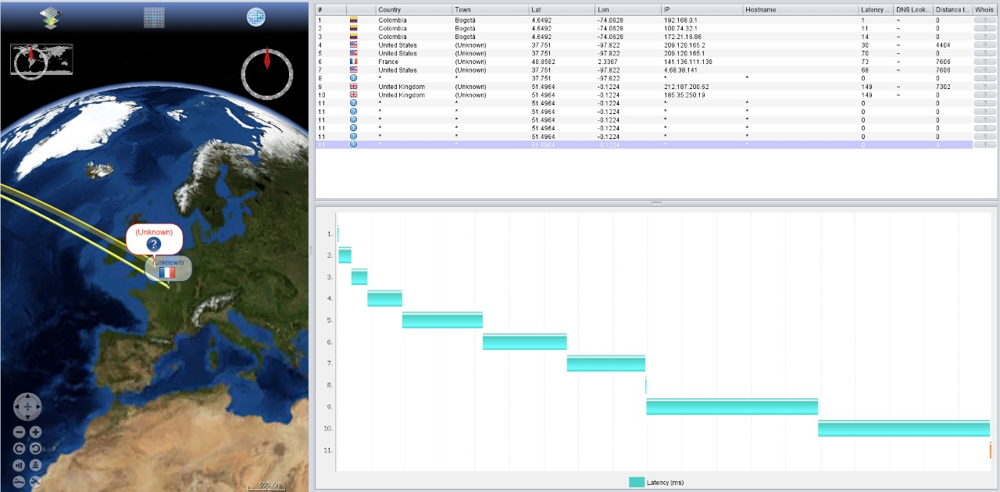 # Country Town Lat Lon IP Hostname Latency ... DNS Look... Distance t... Whois
1 Colombia Bogotá 4.6492 -74.0628 192.168.0.1 1 ~ 0 ?
2 Colombia Bogotá 4.6492 -74.0628 100.74.32.1 11 ~ 0 ?
3 Colombia Bogotá 4.6492 -74.0628 172.21.16.86 14 ~ 0 ?
4 United States (Unknown) 37.751 -97.822 209.120.165.2 30 ~ 4404 ?
5 United States (Unknown) 37.751 -97.822 209.120.165.1 70 ~ 0 ?
6 France (Unknown) 48.8582 2.3387 141.136.111.138 73 ~ 7606 ?
7 United States (Unknown) 37.751 -97.822 4.68.38.141 68 ~ 7606 ?
8 ? * * 37.751 -97.822 * * 0 0 ?
9 United Kingdom (Unknown) 51.4964 -0.1224 212.187.200.62 149 ~ 7302 ?
10 United Kingdom (Unknown) 51.4964 -0.1224 185.35.250.19 149 ~ 0 ?
11 ? * * 51.4964 -0.1224 * * 0 0 ?
11 ? * * 51.4964 -0.1224 * * 0 0 ?
11 ? * * 51.4964 -0.1224 * * 0 0 ?
11 ? * * 51.4964 -0.1224 * * 0 0 ?
11 ? * * 51.4964 -0.1224 * * 0 0 ?
11 ? * * 51.4964 -0.1224 * * 0 0 ?
(Unknown)
?
(Unknown)
500 Km
1.
2.
3.
4.
5.
6.
7.
8.
9.
10.
11.
Latency (ms)